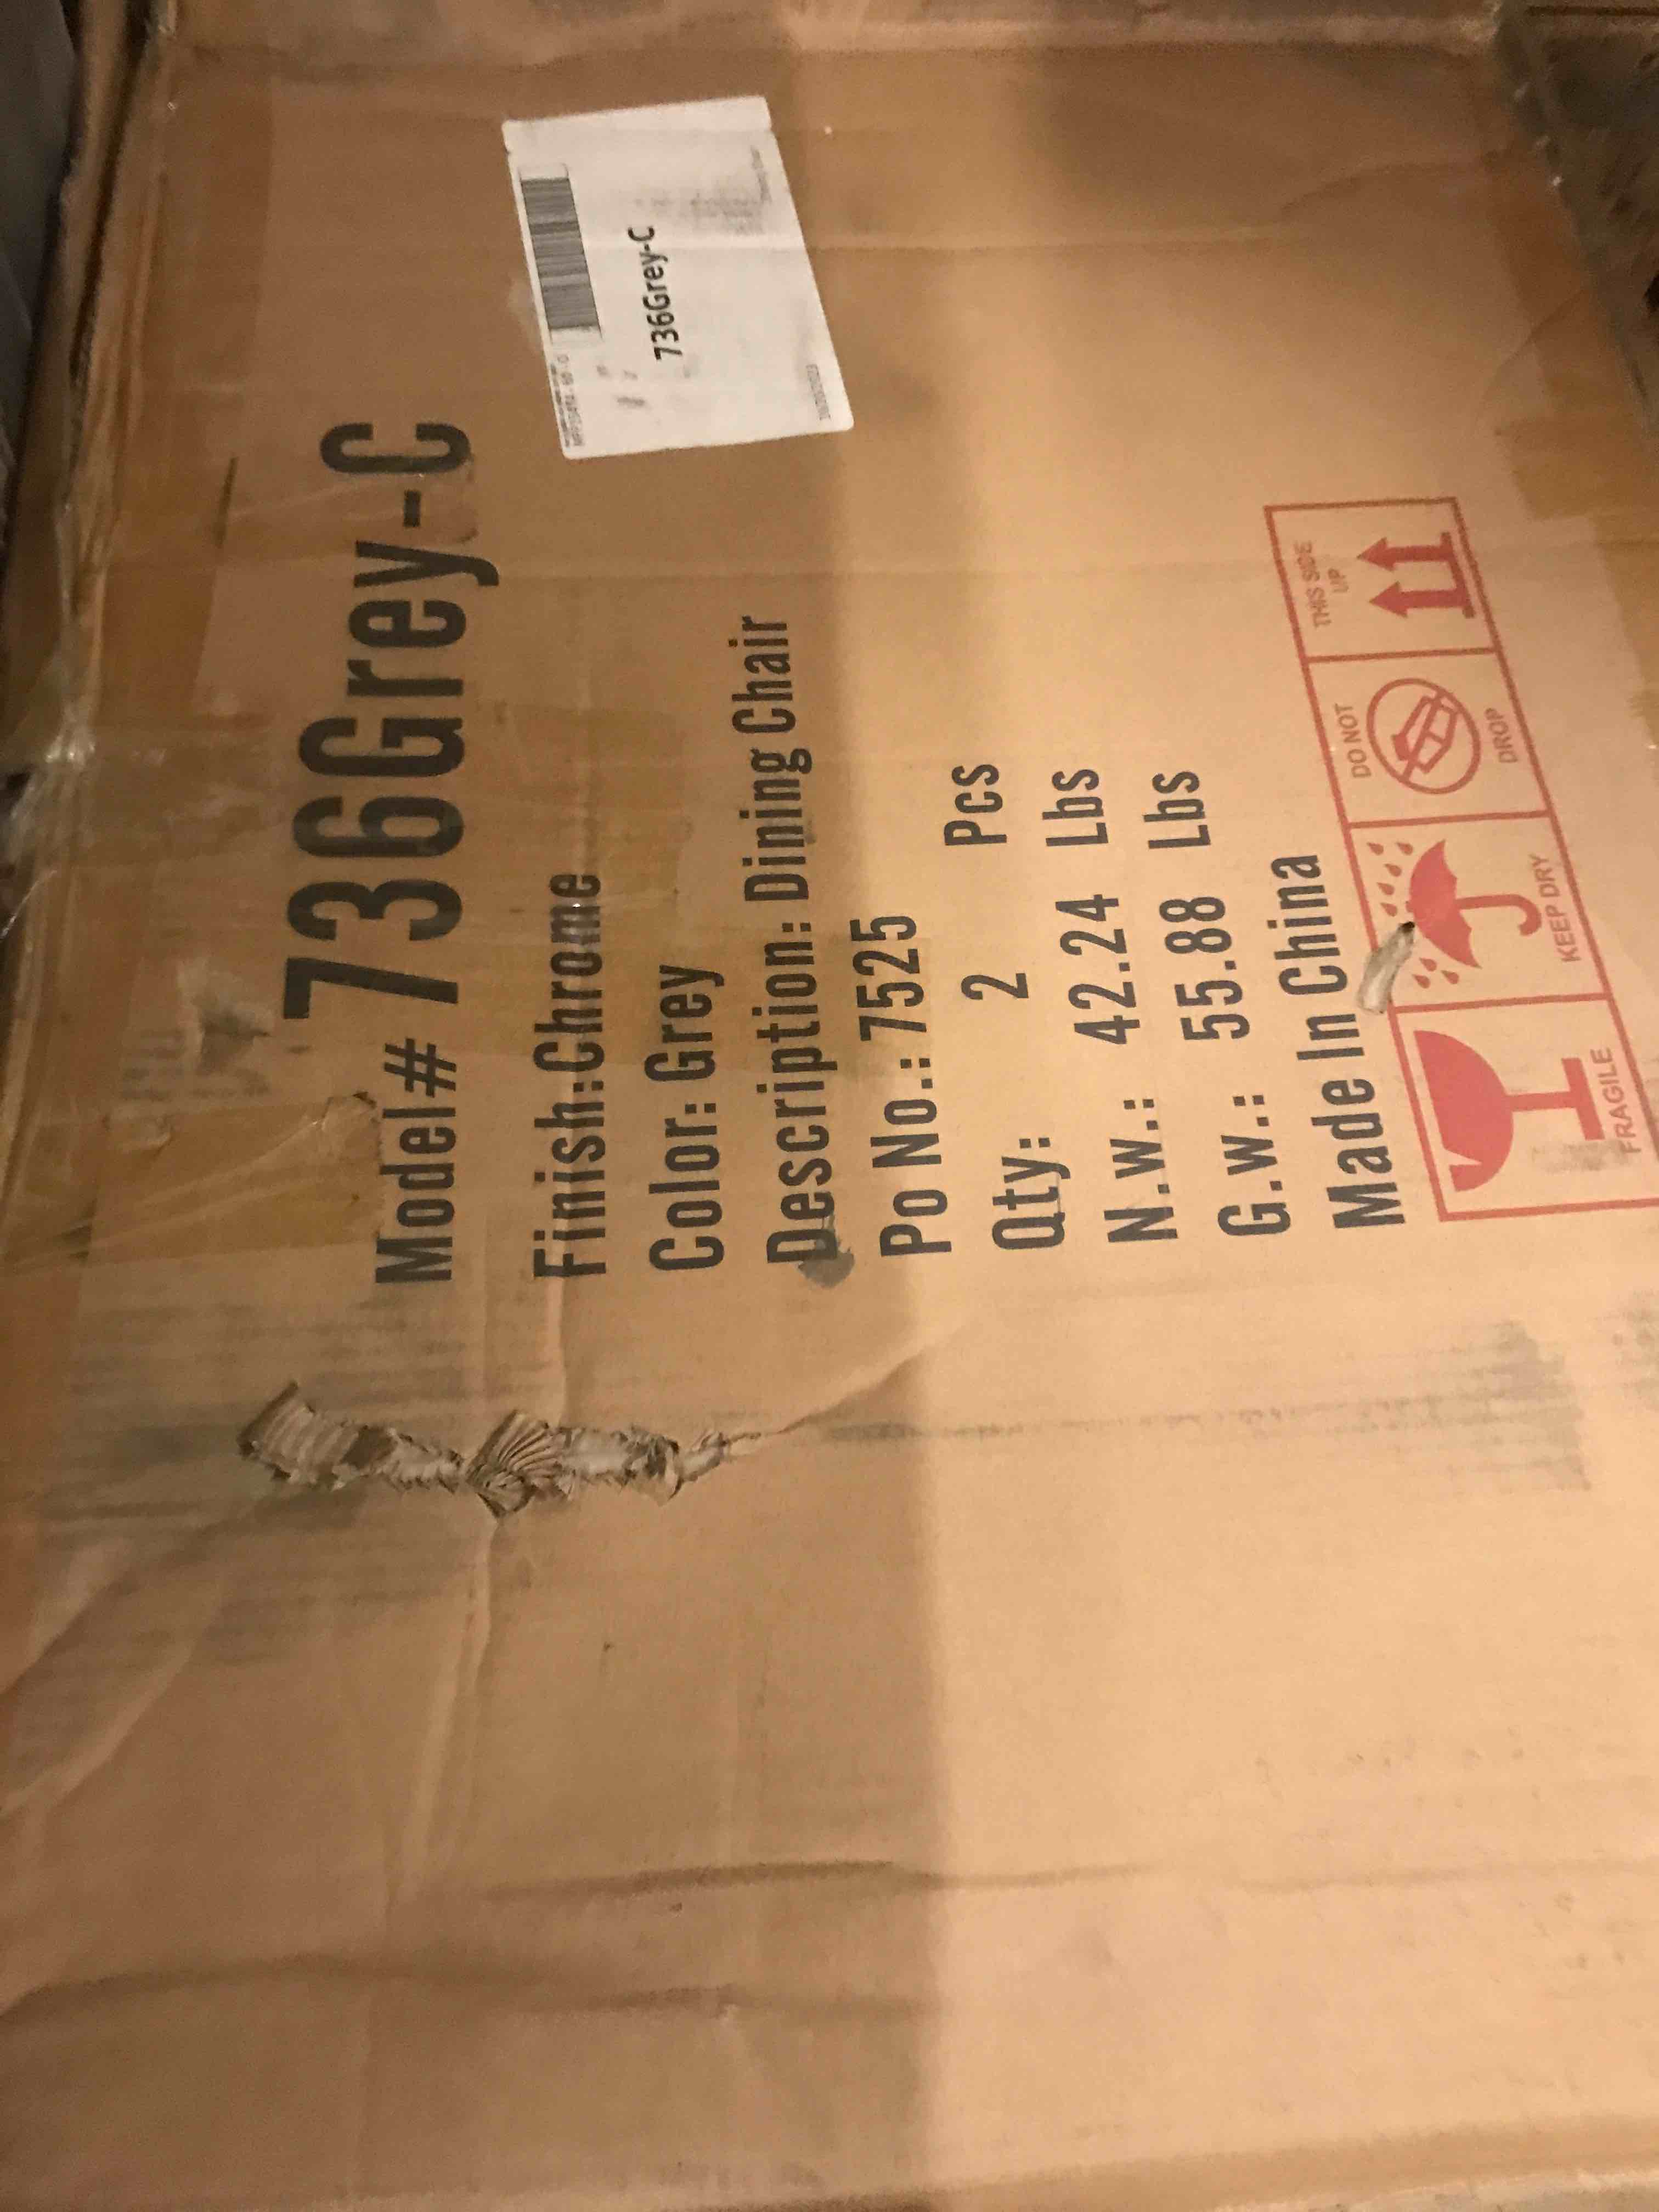 Model# 736Grey-C
Finish:Chrome
Color: Grey
Description: Dining Chair
Po No.: 7525
Qty: 2 Pcs
N.w.: 42.24 Lbs
G.w.: 55.88 Lbs
Made In China
736Grey-C
FRAGILE
KEEP DRY
DO NOT
DROP
THIS SIDE
UP